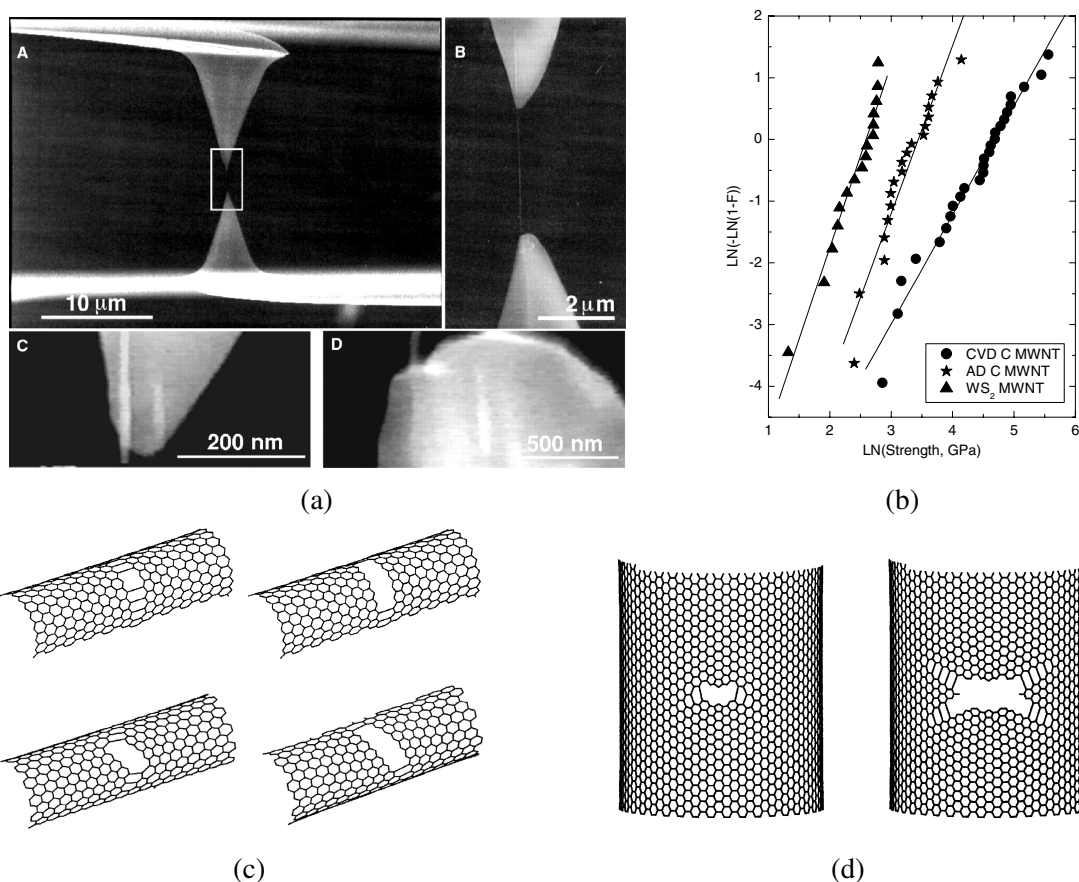 A
10 μm
B
2 μm
C
200 nm
D
500 nm
(a)
2
1
0
-1
-2
-3
-4
LN(-LN(1-F))
CVD C MWNT
AD C MWNT
WS₂ MWNT
1 2 3 4 5 6
LN(Strength, GPa)
(b)
(c)
(d)